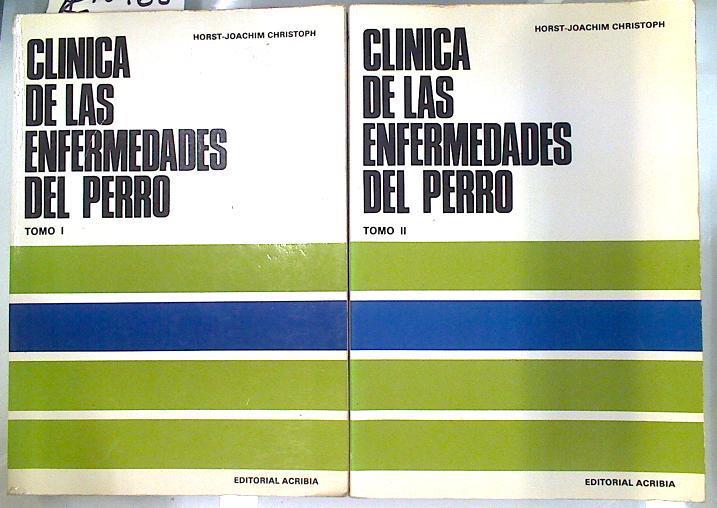 HORST-JOACHIM CHRISTOPH
CLINICA
DE LAS
ENFERMEDADES
DEL PERRO
TOMO I
EDITORIAL ACRIBIA
HORST-JOACHIM CHRISTOPH
CLINICA
DE LAS
ENFERMEDADES
DEL PERRO
TOMO II
EDITORIAL ACRIBIA